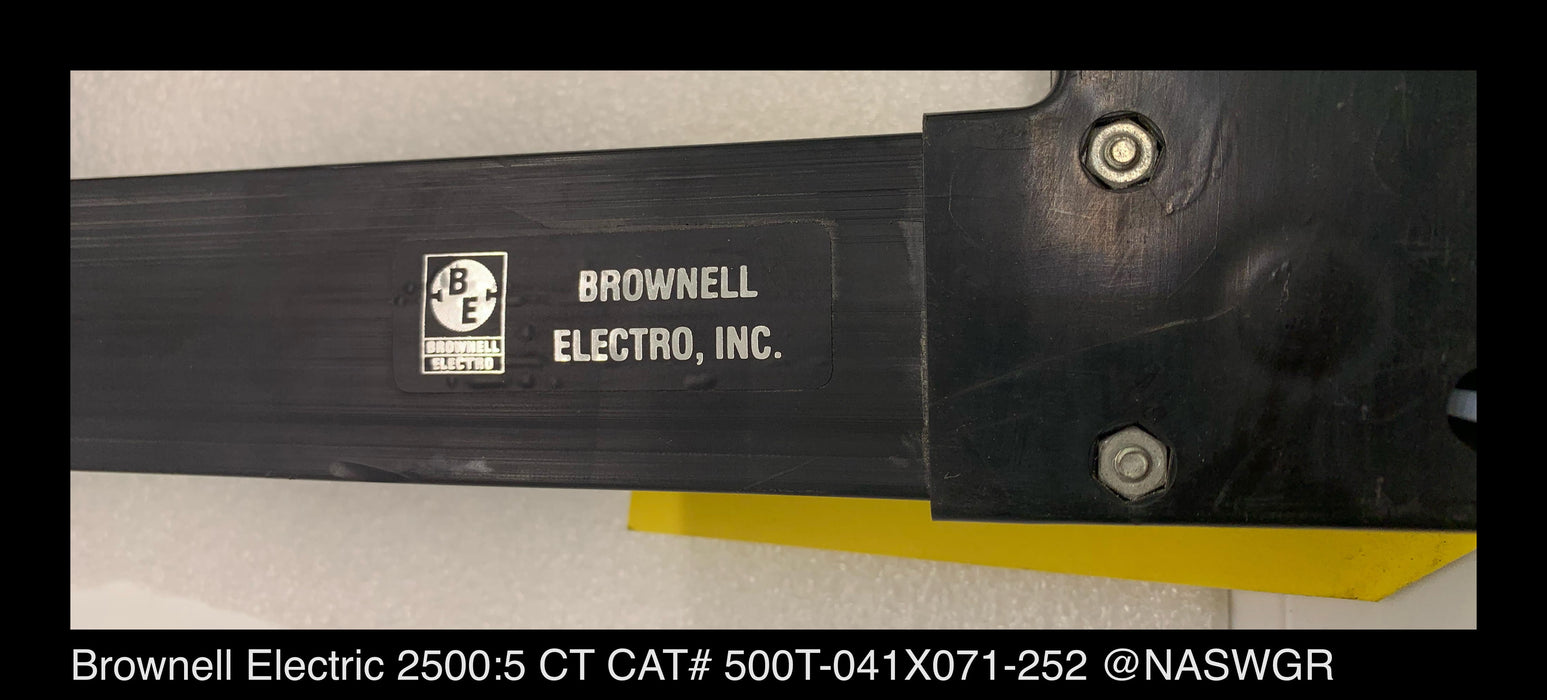 B
E
BROWNELL
ELECTRO
BROWNELL
ELECTRO, INC.
Brownell Electric 2500:5 CT CAT# 500T-041X071-252 @NASWGR